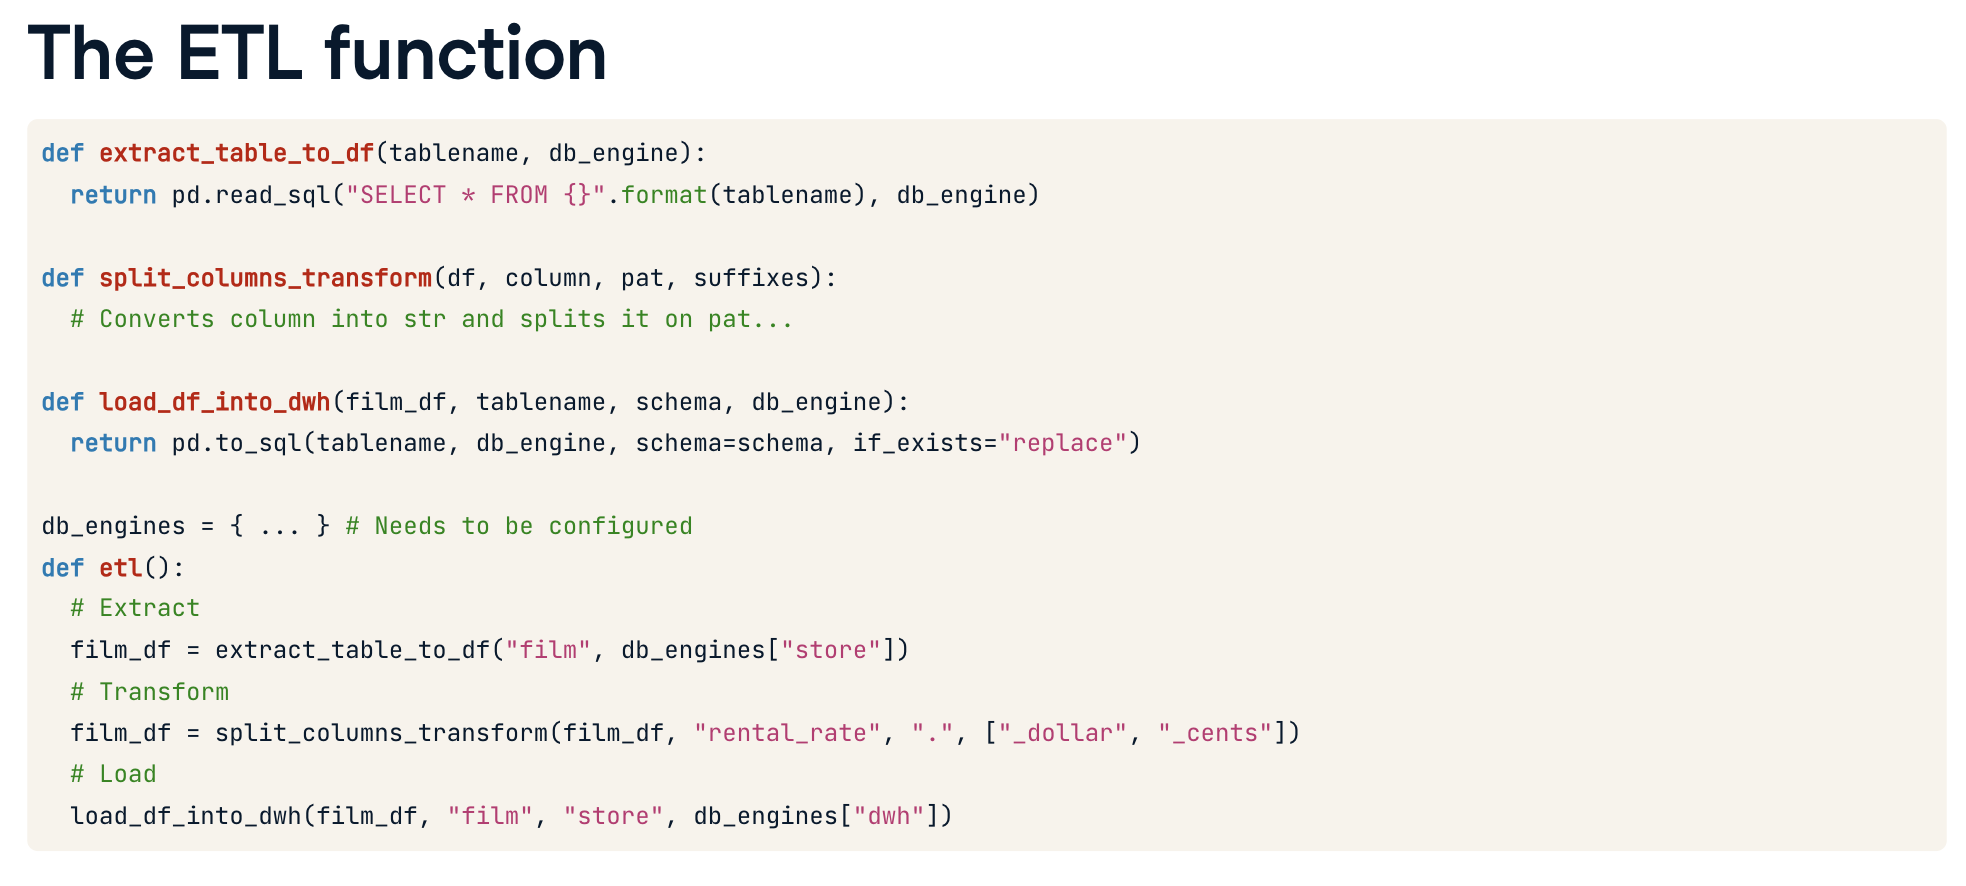 The ETL function
def extract_table_to_df(tablename, db_engine):
  return pd.read_sql("SELECT * FROM {}".format(tablename), db_engine)
def split_columns_transform(df, column, pat, suffixes):
  # Converts column into str and splits it on pat...
def load_df_into_dwh(film_df, tablename, schema, db_engine):
  return pd.to_sql(tablename, db_engine, schema=schema, if_exists="replace")
db_engines = { ... } # Needs to be configured
def etl():
  # Extract
  film_df = extract_table_to_df("film", db_engines["store"])
  # Transform
  film_df = split_columns_transform(film_df, "rental_rate", ".", ["_dollar", "_cents"])
  # Load
  load_df_into_dwh(film_df, "film", "store", db_engines["dwh"])